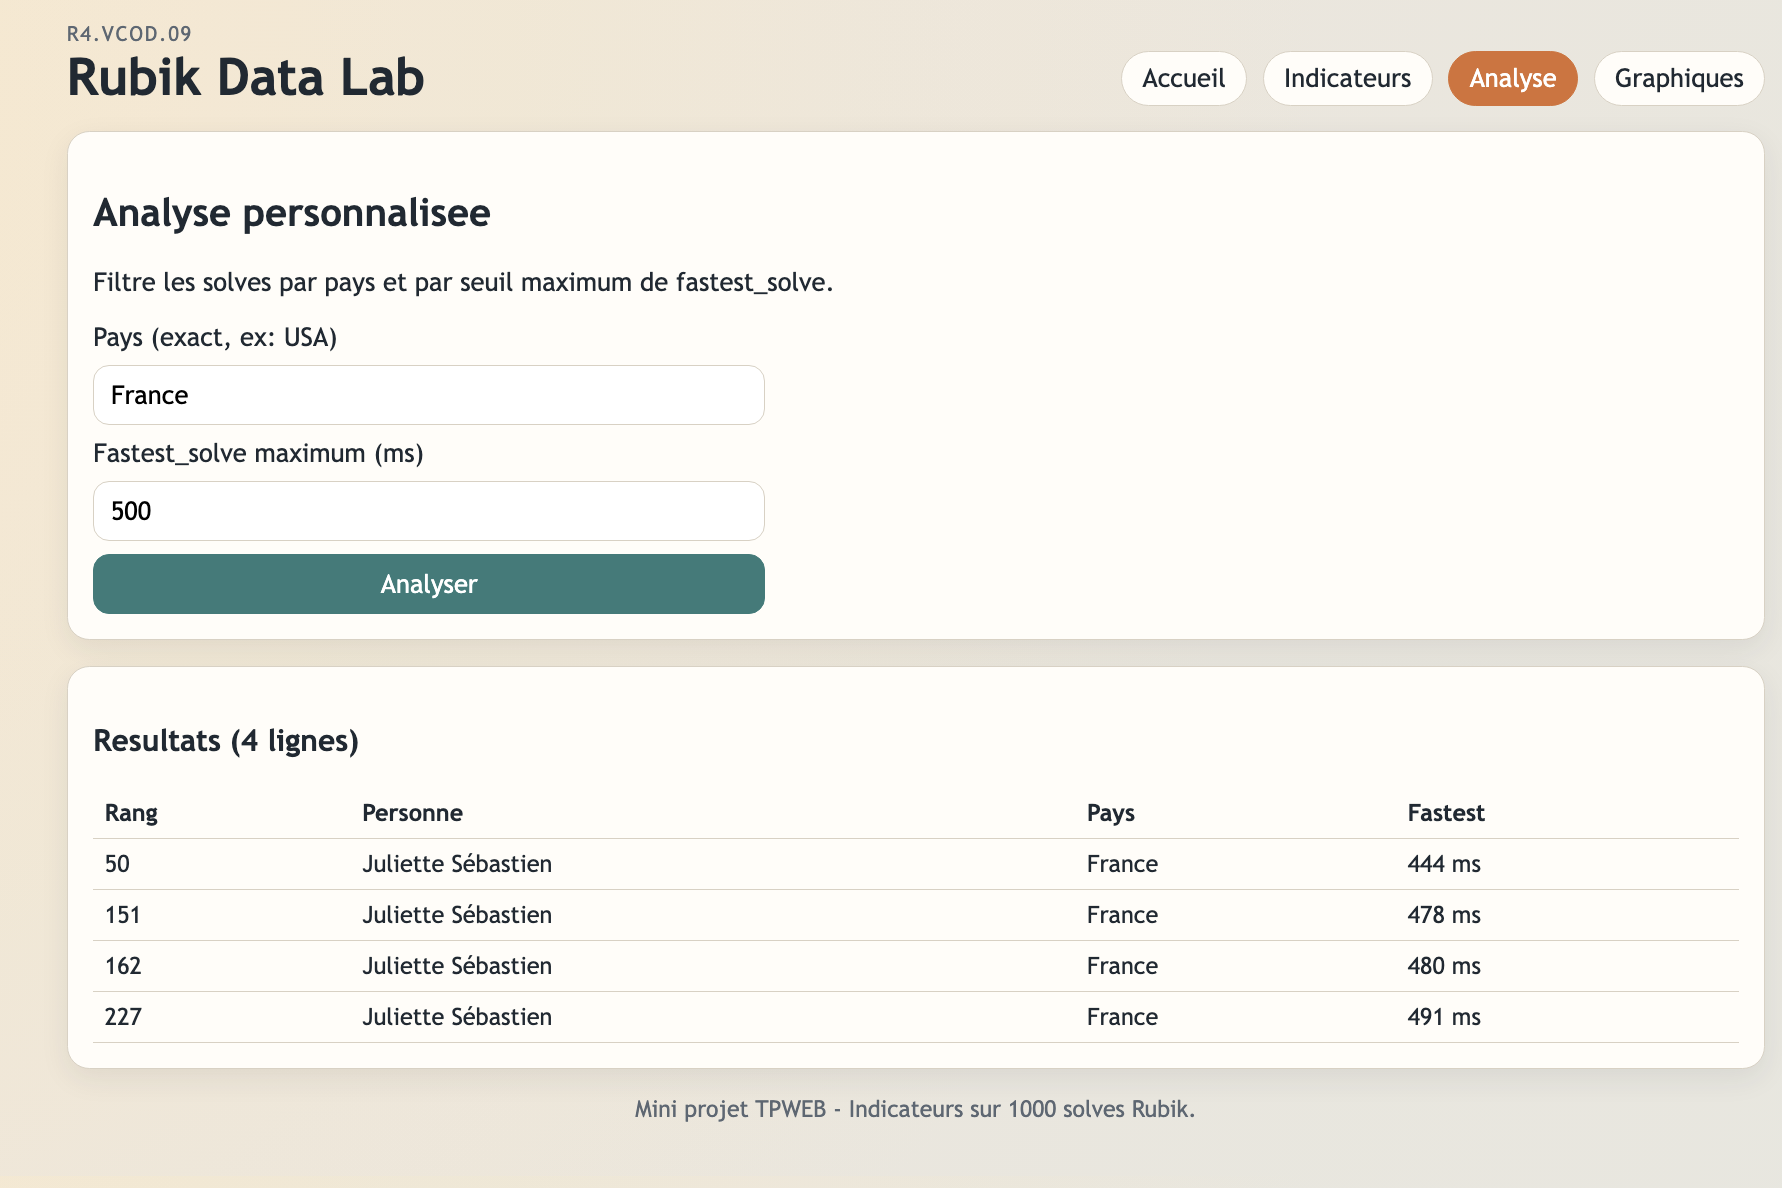 R4.VCOD.09
Rubik Data Lab
Accueil Indicateurs Analyse Graphiques
Analyse personnalisee
Filtre les solves par pays et par seuil maximum de fastest_solve.
Pays (exact, ex: USA)
France
Fastest_solve maximum (ms)
500
Analyser
Resultats (4 lignes)
Rang Personne Pays Fastest
50 Juliette Sébastien France 444 ms
151 Juliette Sébastien France 478 ms
162 Juliette Sébastien France 480 ms
227 Juliette Sébastien France 491 ms
Mini projet TPWEB - Indicateurs sur 1000 solves Rubik.